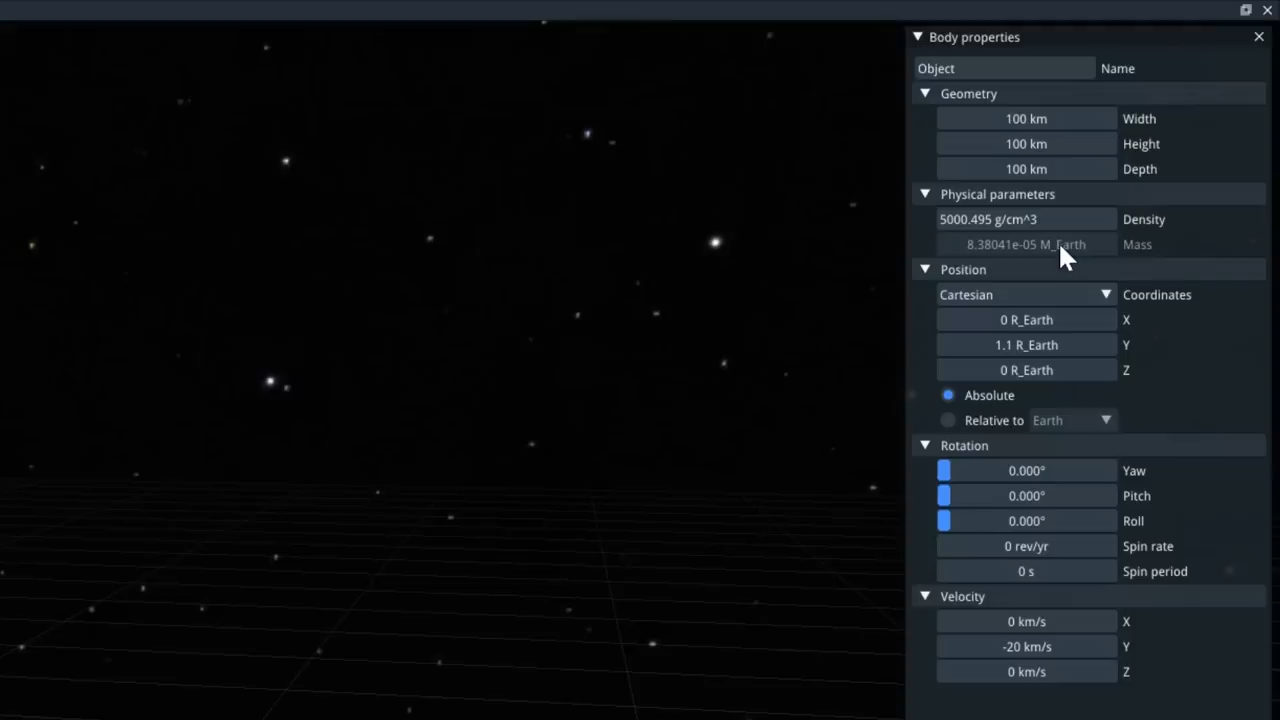 Body properties
Object Name
Geometry
100 km Width
100 km Height
100 km Depth
Physical parameters
5000.495 g/cm^3 Density
8.38041e-05 M_Earth Mass
Position
Cartesian Coordinates
0 R_Earth X
1.1 R_Earth Y
0 R_Earth Z
Absolute
Relative to Earth
Rotation
0.000° Yaw
0.000° Pitch
0.000° Roll
0 rev/yr Spin rate
0 s Spin period
Velocity
0 km/s X
-20 km/s Y
0 km/s Z